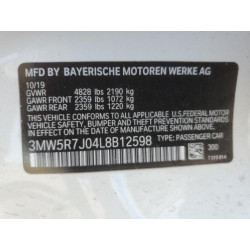 MFD BY BAYERISCHE MOTOREN WERKE AG
10/19
GVWR 4828 lbs 2190 kg
GAWR FRONT 2359 lbs 1072 kg
GAWR REAR 2359 lbs 1220 kg
THIS VEHICLE CONFORMS TO ALL APPLICABLE FEDERAL
MOTOR VEHICLE SAFETY, BUMPER, AND THEFT
PREVENTION STANDARDS IN EFFECT ON THE DATE OF
MANUFACTURE SHOWN ABOVE.
3MW5R7J04L8B12598
TYPE: PASSENGER CAR
300